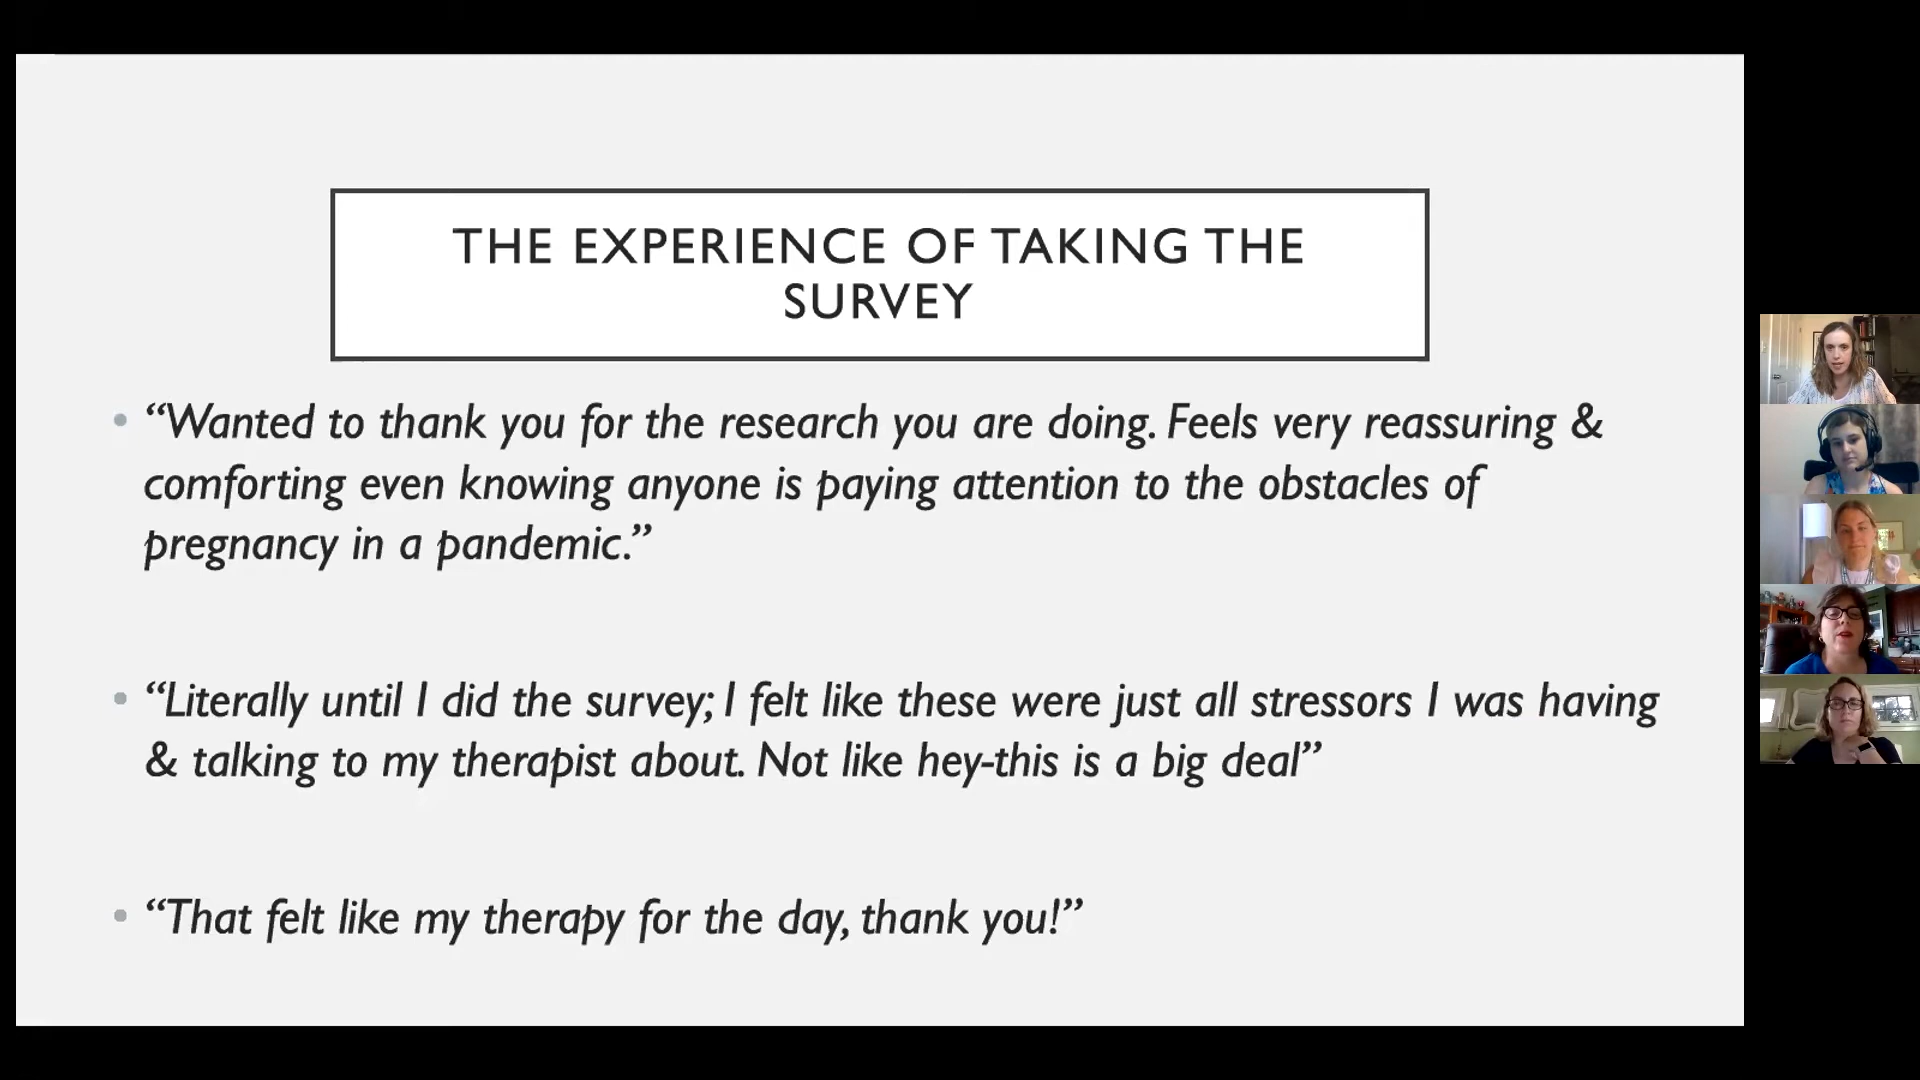 THE EXPERIENCE OF TAKING THE
SURVEY
• “Wanted to thank you for the research you are doing. Feels very reassuring &
comforting even knowing anyone is paying attention to the obstacles of
pregnancy in a pandemic.”
• “Literally until I did the survey; I felt like these were just all stressors I was having
& talking to my therapist about. Not like hey-this is a big deal”
• “That felt like my therapy for the day, thank you!”